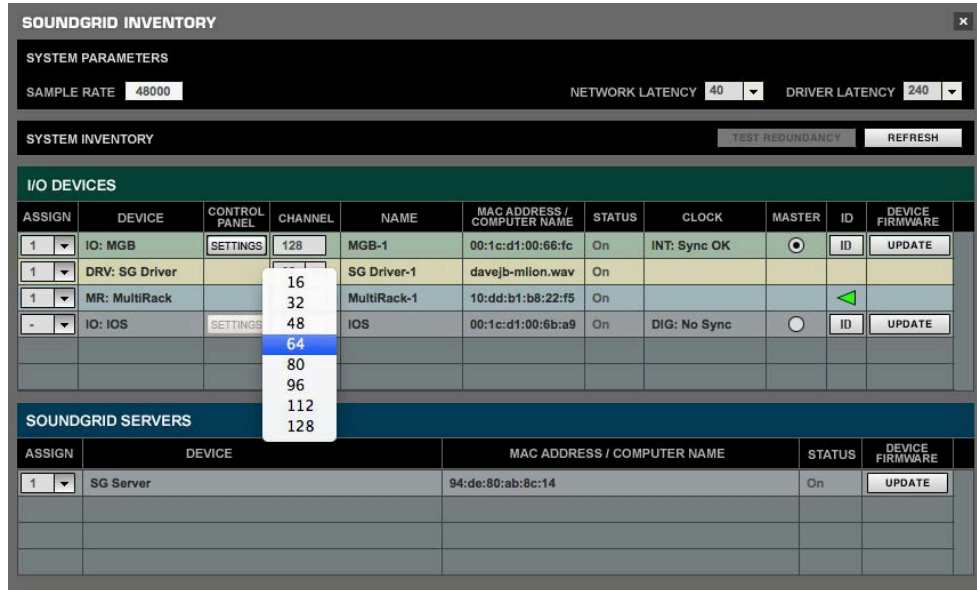 SOUNDGRID INVENTORY x
SYSTEM PARAMETERS
SAMPLE RATE 48000 NETWORK LATENCY 40 DRIVER LATENCY 240
SYSTEM INVENTORY TEST REDUNDANCY REFRESH
I/O DEVICES
ASSIGN DEVICE CONTROL PANEL CHANNEL NAME MAC ADDRESS / COMPUTER NAME STATUS CLOCK MASTER ID DEVICE FIRMWARE
1 IO: MGB SETTINGS 128 MGB-1 00:1c:d1:00:66:fc On INT: Sync OK ID UPDATE
1 DRV: SG Driver SG Driver-1 davejb-mlion.wav On
1 MR: MultiRack MultiRack-1 10:dd:b1:b8:22:f5 On
- IO: IOS SETTINGS IOS 00:1c:d1:00:6b:a9 On DIG: No Sync ID UPDATE
16
32
48
64
80
96
112
128
SOUNDGRID SERVERS
ASSIGN DEVICE MAC ADDRESS / COMPUTER NAME STATUS DEVICE FIRMWARE
1 SG Server 94:de:80:ab:8c:14 On UPDATE